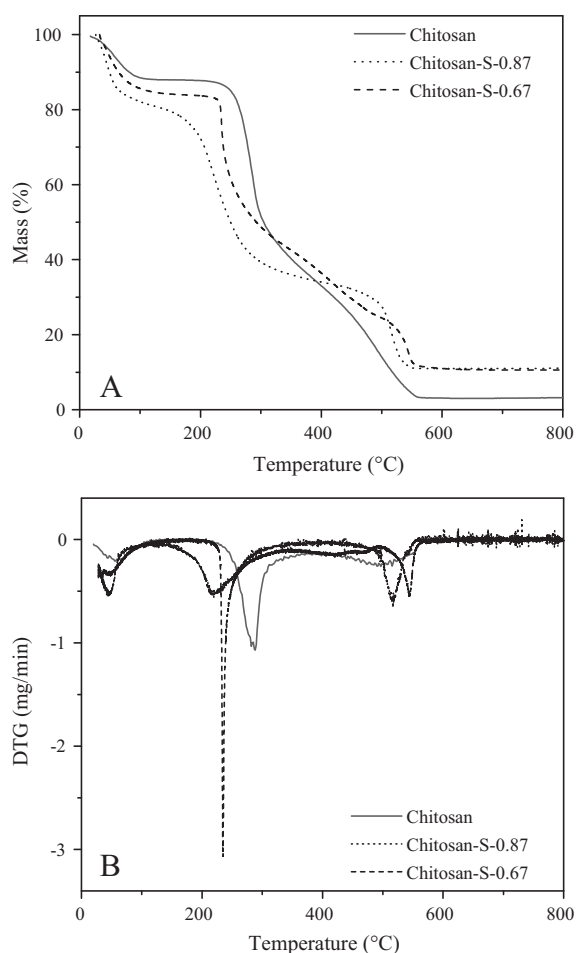 100
80
60
40
20
0
Mass (%)
Chitosan
Chitosan-S-0.87
Chitosan-S-0.67
A
0 200 400 600 800
Temperature (°C)
0
-1
-2
-3
DTG (mg/min)
Chitosan
Chitosan-S-0.87
Chitosan-S-0.67
B
0 200 400 600 800
Temperature (°C)